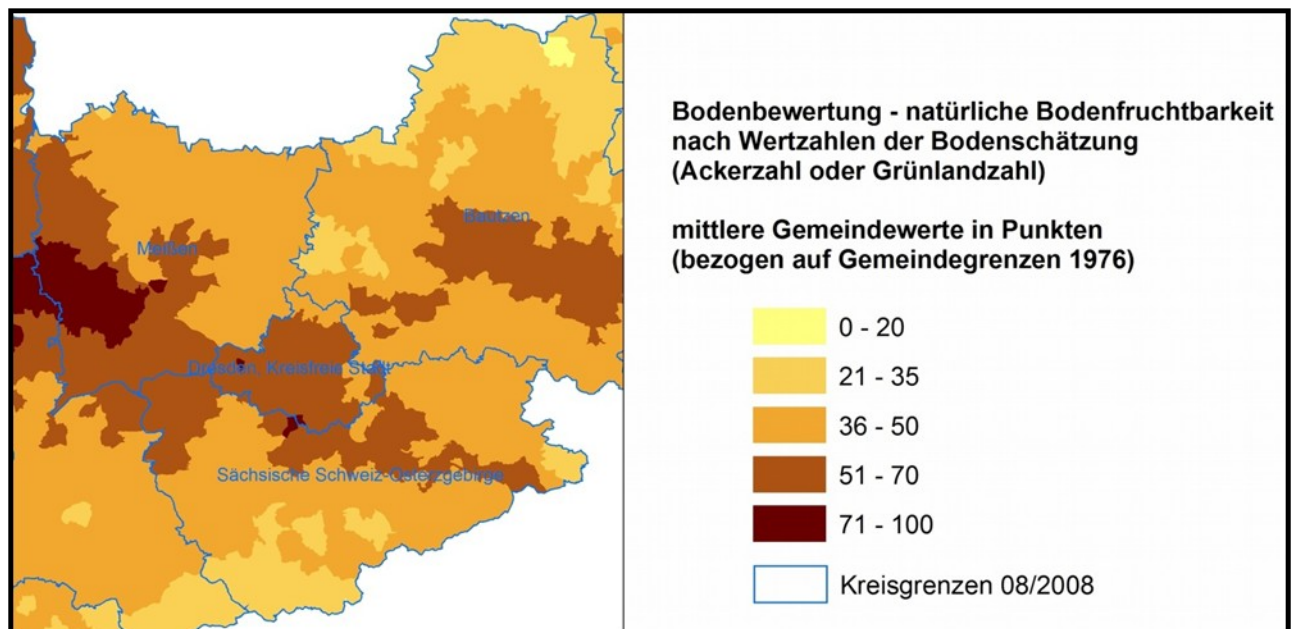 Bodenbewertung - natürliche Bodenfruchtbarkeit
nach Wertzahlen der Bodenschätzung
(Ackerzahl oder Grünlandzahl)
mittlere Gemeindewerte in Punkten
(bezogen auf Gemeindegrenzen 1976)
0 - 20
21 - 35
36 - 50
51 - 70
71 - 100
Kreisgrenzen 08/2008
Bautzen
Meißen
Dresden, Kreisfreie Stadt
Sächsische Schweiz-Osterzgebirge